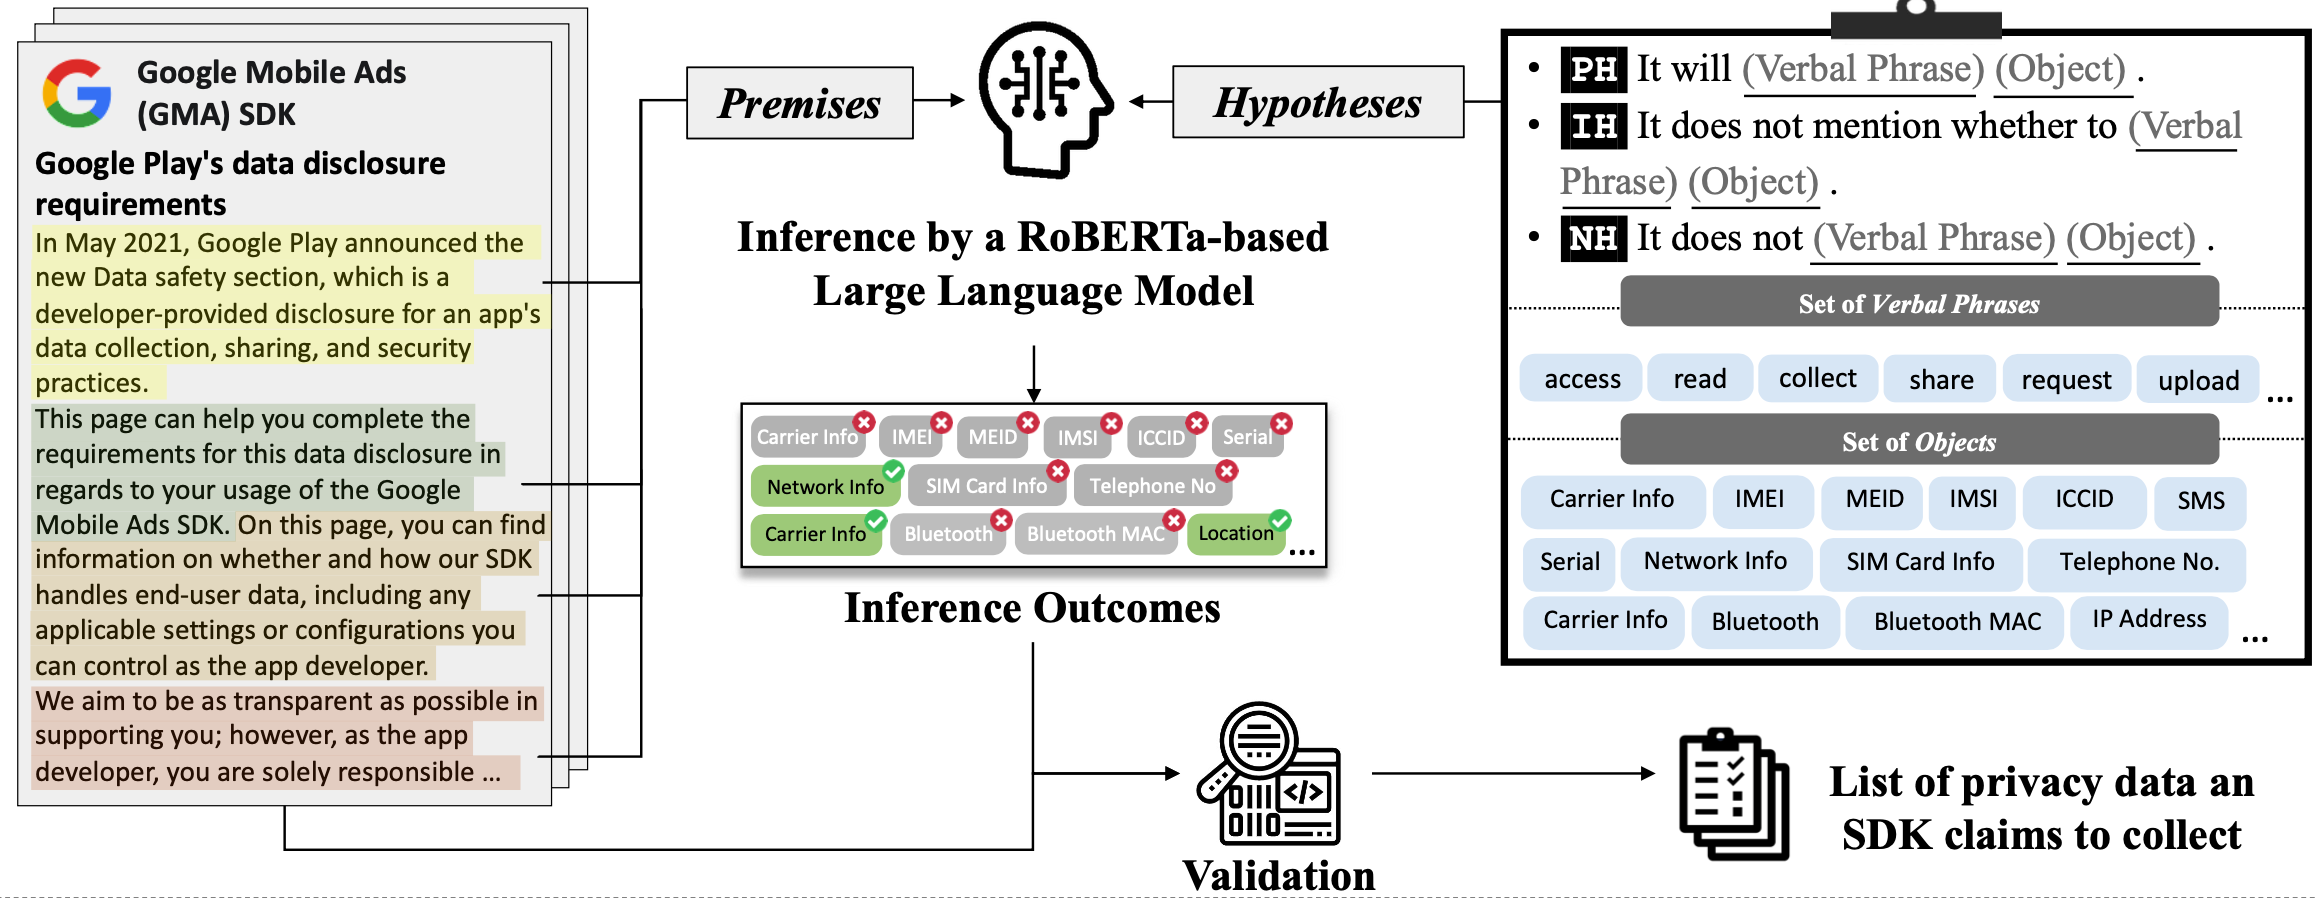 Google Mobile Ads
(GMA) SDK
Google Play's data disclosure
requirements
In May 2021, Google Play announced the
new Data safety section, which is a
developer-provided disclosure for an app's
data collection, sharing, and security
practices.
This page can help you complete the
requirements for this data disclosure in
regards to your usage of the Google
Mobile Ads SDK. On this page, you can find
information on whether and how our SDK
handles end-user data, including any
applicable settings or configurations you
can control as the app developer.
We aim to be as transparent as possible in
supporting you; however, as the app
developer, you are solely responsible ...
Premises
Hypotheses
Inference by a RoBERTa-based
Large Language Model
Carrier Info IMEI MEID IMSI ICCID Serial
Network Info SIM Card Info Telephone No
Carrier Info Bluetooth Bluetooth MAC Location ...
Inference Outcomes
• PH It will (Verbal Phrase) (Object) .
• IH It does not mention whether to (Verbal
Phrase) (Object) .
• NH It does not (Verbal Phrase) (Object) .
Set of Verbal Phrases
access read collect share request upload ...
Set of Objects
Carrier Info IMEI MEID IMSI ICCID SMS
Serial Network Info SIM Card Info Telephone No.
Carrier Info Bluetooth Bluetooth MAC IP Address ...
</>
Validation
List of privacy data an
SDK claims to collect